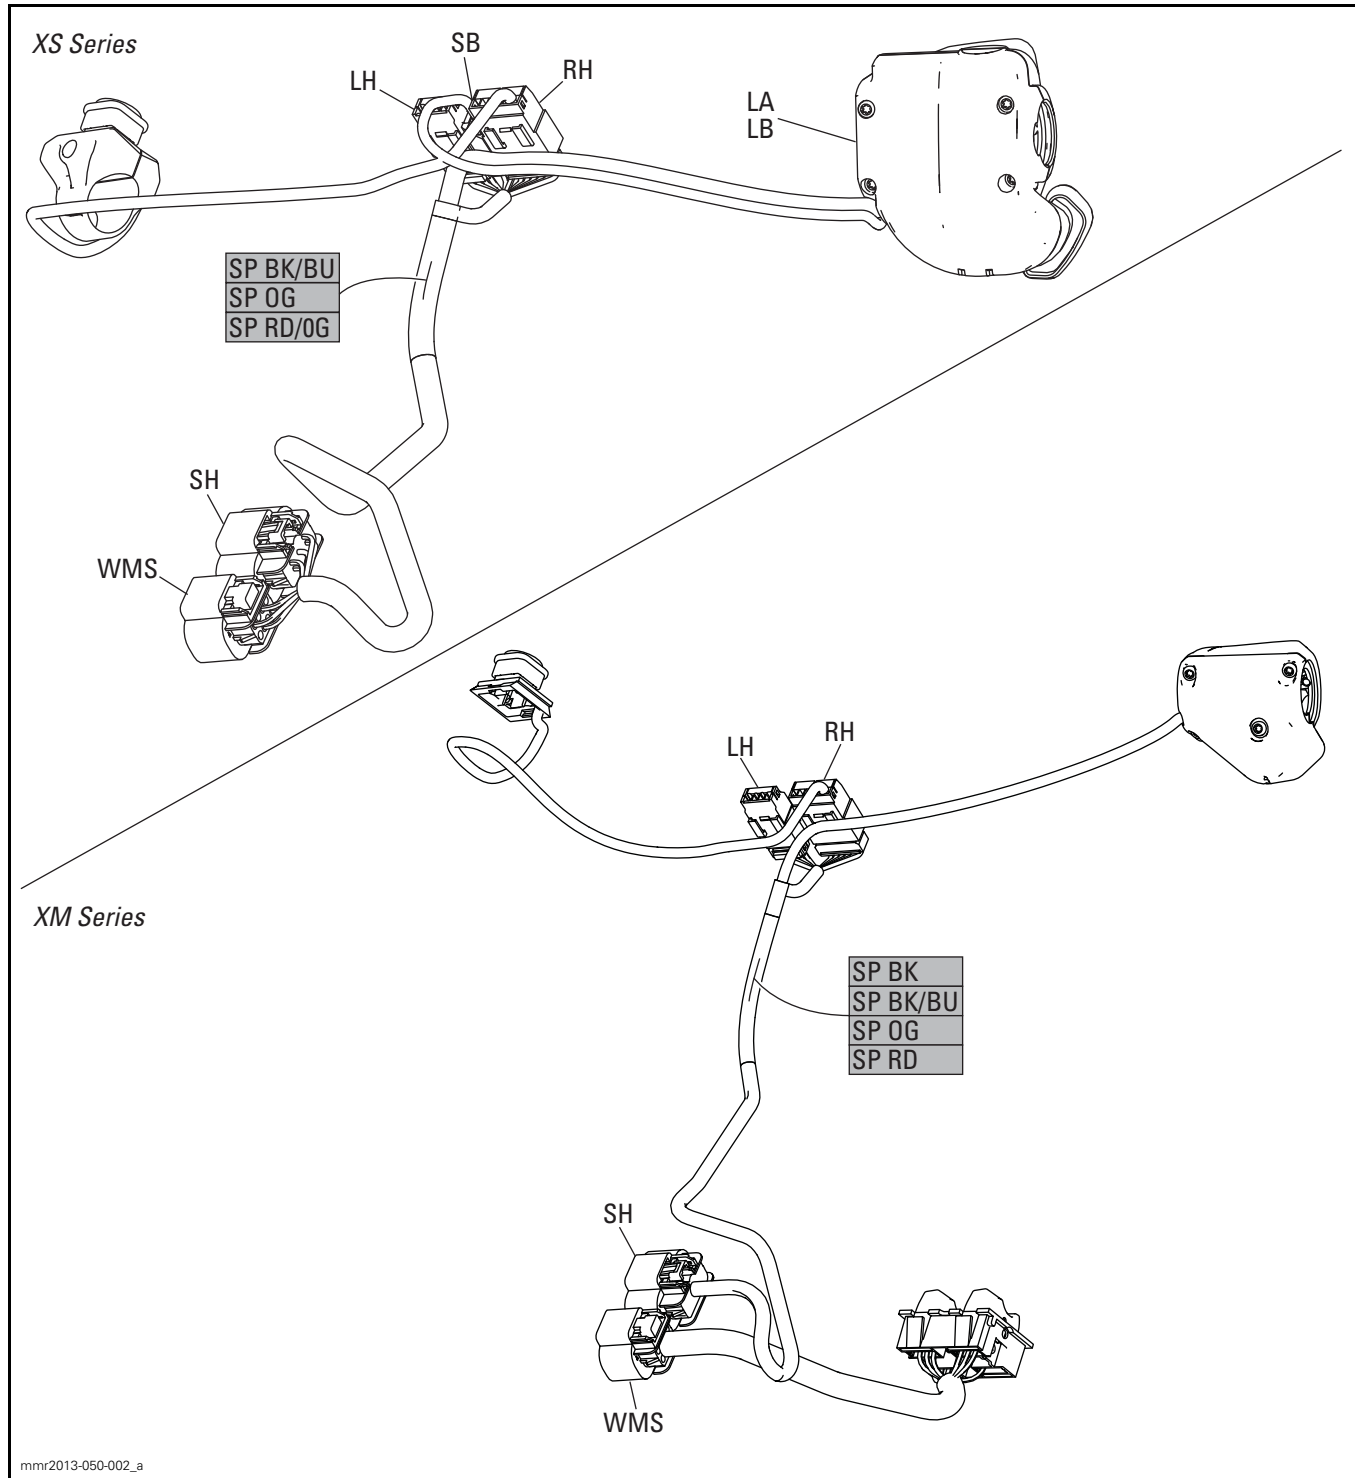 XS Series
SB
LH
RH
LA
LB
SP BK/BU
SP OG
SP RD/0G
SH
WMS
LH
RH
XM Series
SP BK
SP BK/BU
SP OG
SP RD
SH
WMS
mmr2013-050-002_a